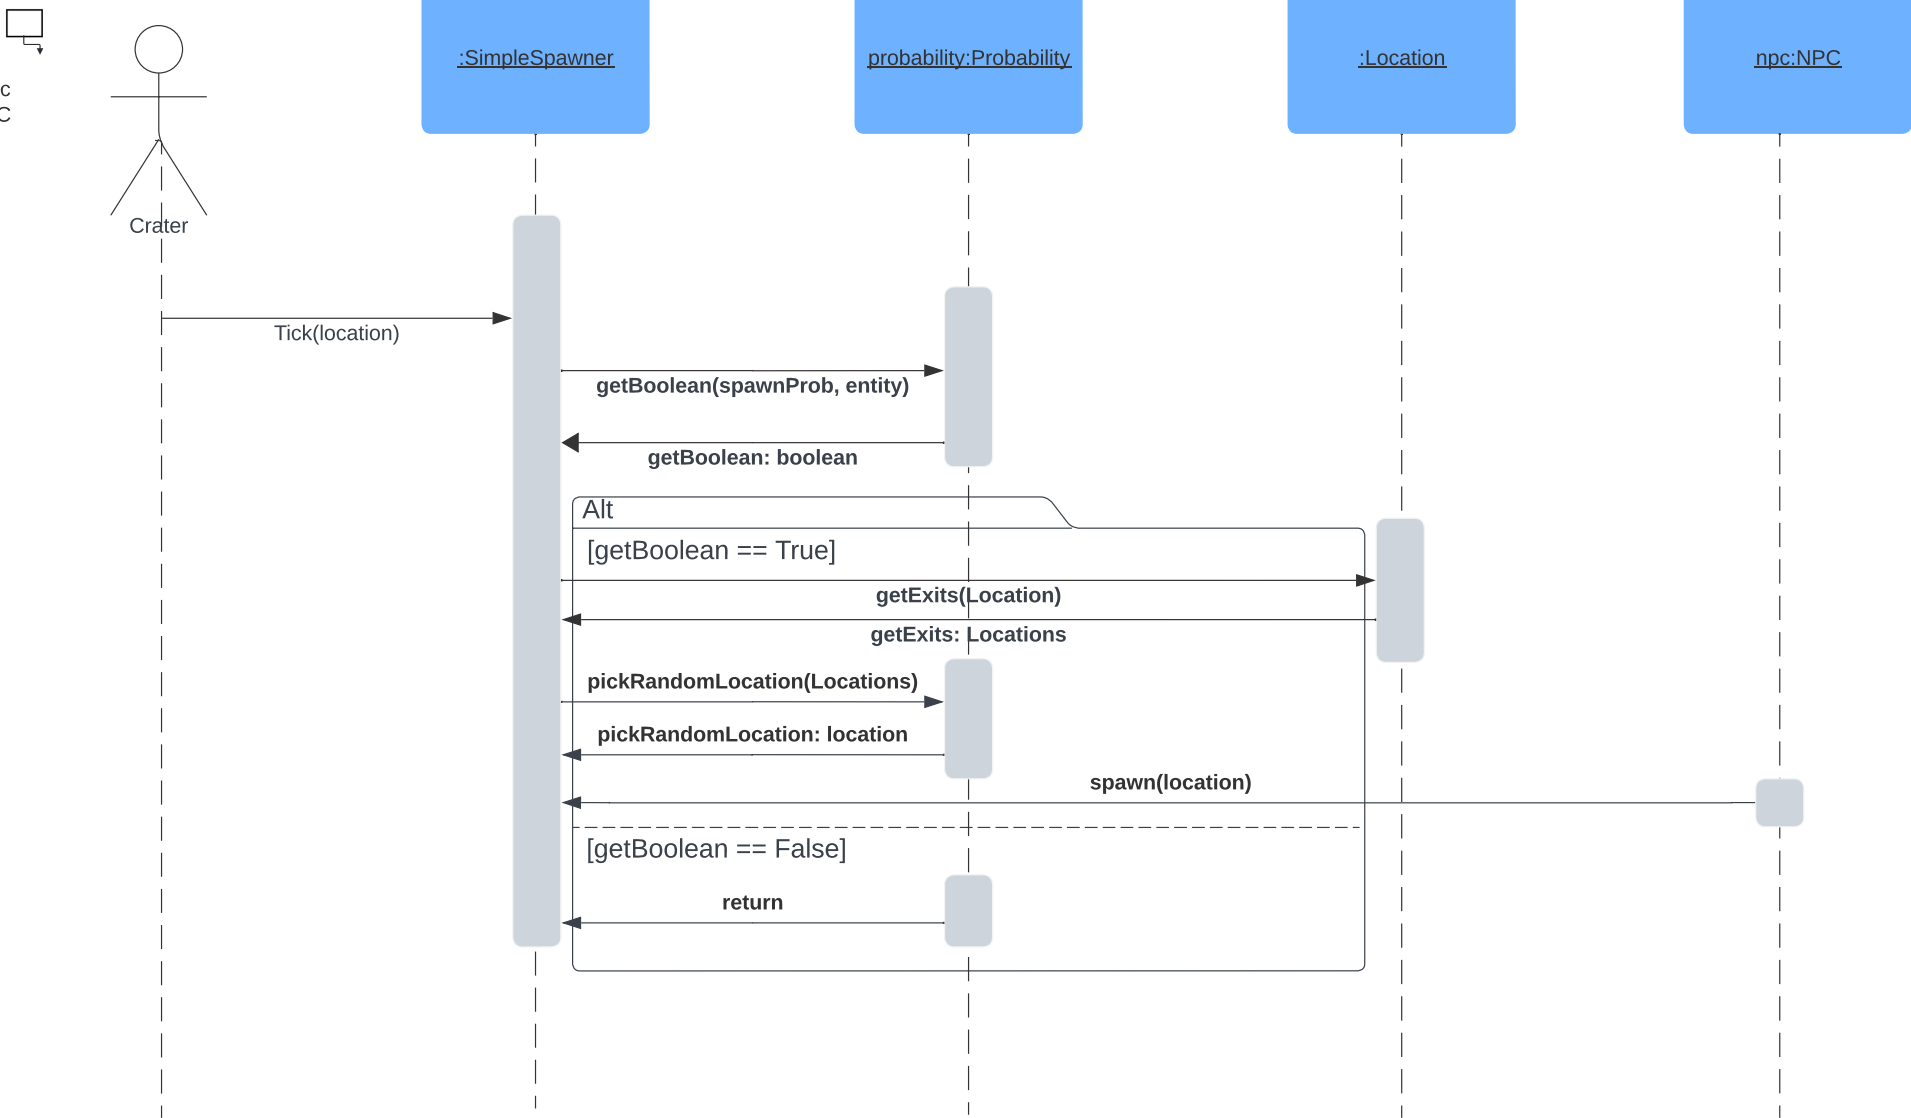 :SimpleSpawner
probability:Probability
:Location
npc:NPC
c
C
Crater
Tick(location)
getBoolean(spawnProb, entity)
getBoolean: boolean
Alt
[getBoolean == True]
getExits(Location)
getExits: Locations
pickRandomLocation(Locations)
pickRandomLocation: location
spawn(location)
[getBoolean == False]
return